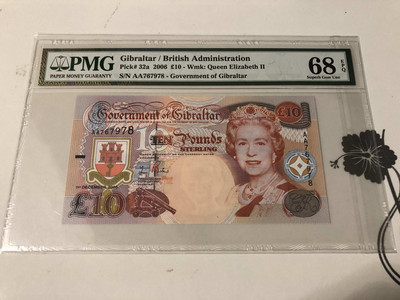 PMG
PAPER MONEY GUARANTY
Gibraltar / British Administration
Pick# 32a 2006 £10 - Wmk: Queen Elizabeth II
S/N AA767978 - Government of Gibraltar
68 EPQ
Superb Gem Unc
Government of Gibraltar
£10
AA767978
TEN Pounds
STERLING
£10